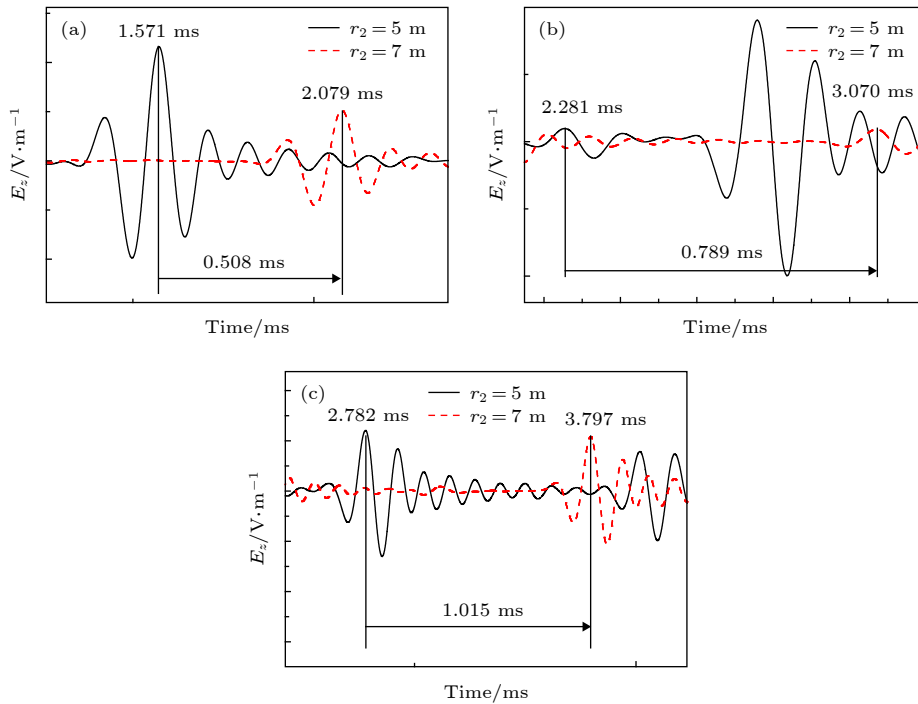 (a)
1.571 ms
r₂ = 5 m
r₂ = 7 m
2.079 ms
0.508 ms
E_z/V·m⁻¹
Time/ms
(b)
r₂ = 5 m
r₂ = 7 m
2.281 ms
3.070 ms
0.789 ms
E_z/V·m⁻¹
Time/ms
(c)
r₂ = 5 m
r₂ = 7 m
2.782 ms
3.797 ms
1.015 ms
E_z/V·m⁻¹
Time/ms